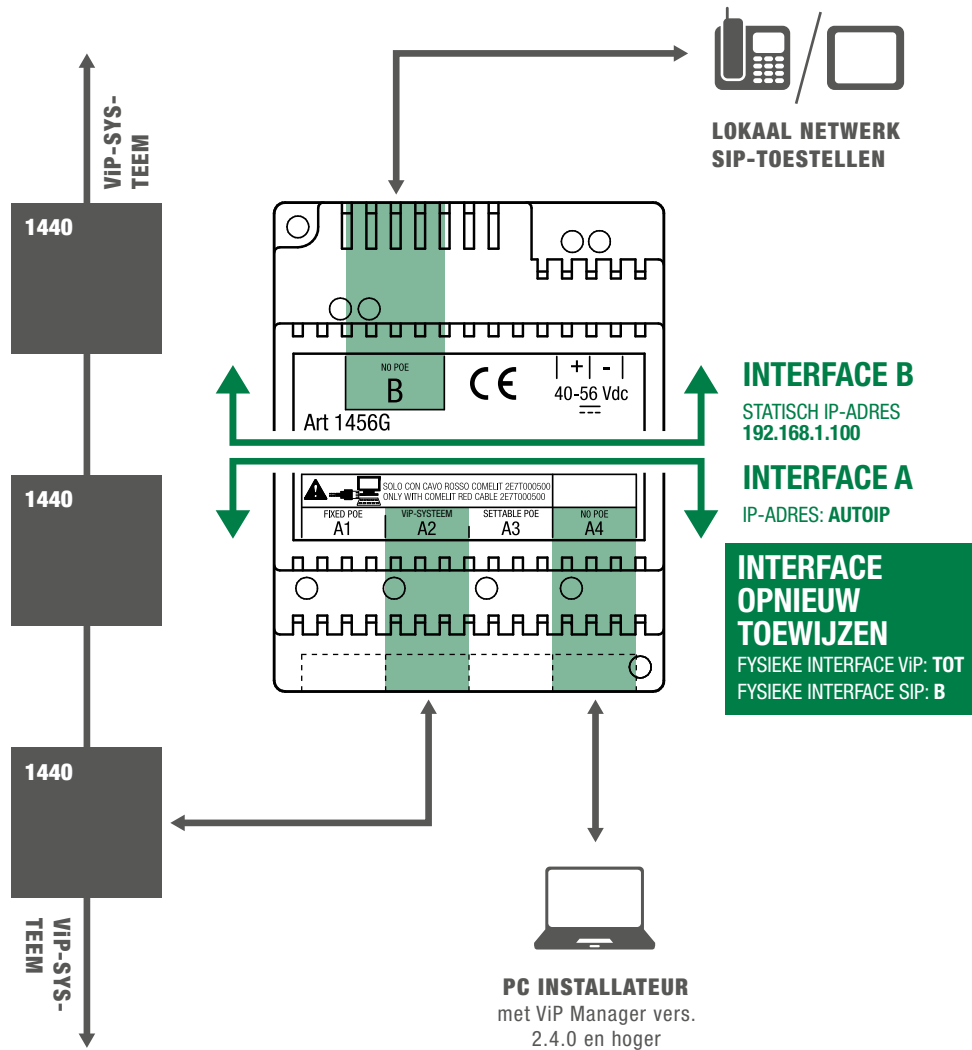 LOKAAL NETWERK
SIP-TOESTELLEN
ViP-SYS-
TEEM
1440
NO POE
B
CE
+ -
40-56 Vdc
Art 1456G
INTERFACE B
STATISCH IP-ADRES
192.168.1.100
1440
SOLO CON CAVO ROSSO COMELIT 2E7T000500
ONLY WITH COMELIT RED CABLE 2E7T000500
FIXED POE
A1
ViP-SYSTEEM
A2
SETTABLE POE
A3
NO POE
A4
INTERFACE A
IP-ADRES: AUTOIP
INTERFACE
OPNIEUW
TOEWIJZEN
FYSIEKE INTERFACE ViP: TOT
FYSIEKE INTERFACE SIP: B
1440
ViP-SYS-
TEEM
PC INSTALLATEUR
met ViP Manager vers.
2.4.0 en hoger